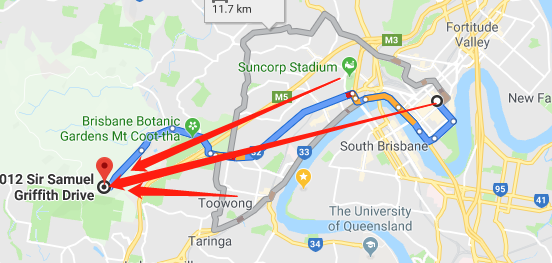 11.7 km
M3
Fortitude
Valley
Suncorp Stadium
M5
Brisbane Botanic
Gardens Mt Coot-tha
New Fa
32
33
South Brisbane
012 Sir Samuel
Griffith Drive
Toowong
95
41
The University
of Queensland
Taringa
34